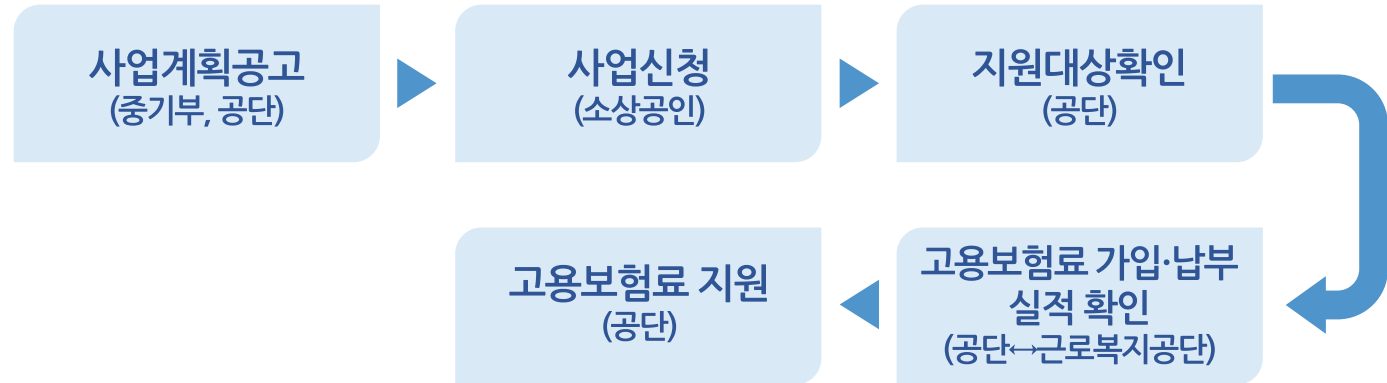 사업계획공고
(중기부, 공단)
사업신청
(소상공인)
지원대상확인
(공단)
고용보험료 가입·납부
실적 확인
(공단↔근로복지공단)
고용보험료 지원
(공단)